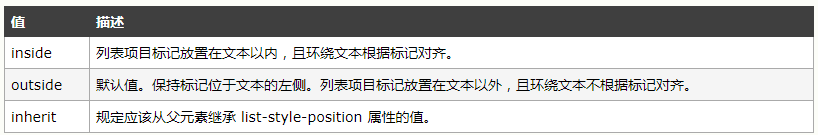 值 描述
inside 列表项目标记放置在文本以内，且环绕文本根据标记对齐。
outside 默认值。保持标记位于文本的左侧。列表项目标记放置在文本以外，且环绕文本不根据标记对齐。
inherit 规定应该从父元素继承 list-style-position 属性的值。